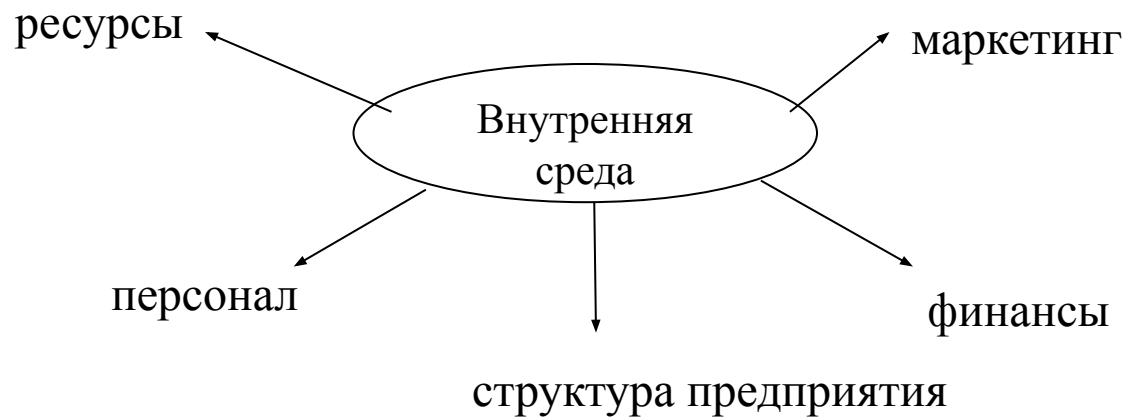 ресурсы
маркетинг
Внутренняя
среда
персонал
финансы
структура предприятия